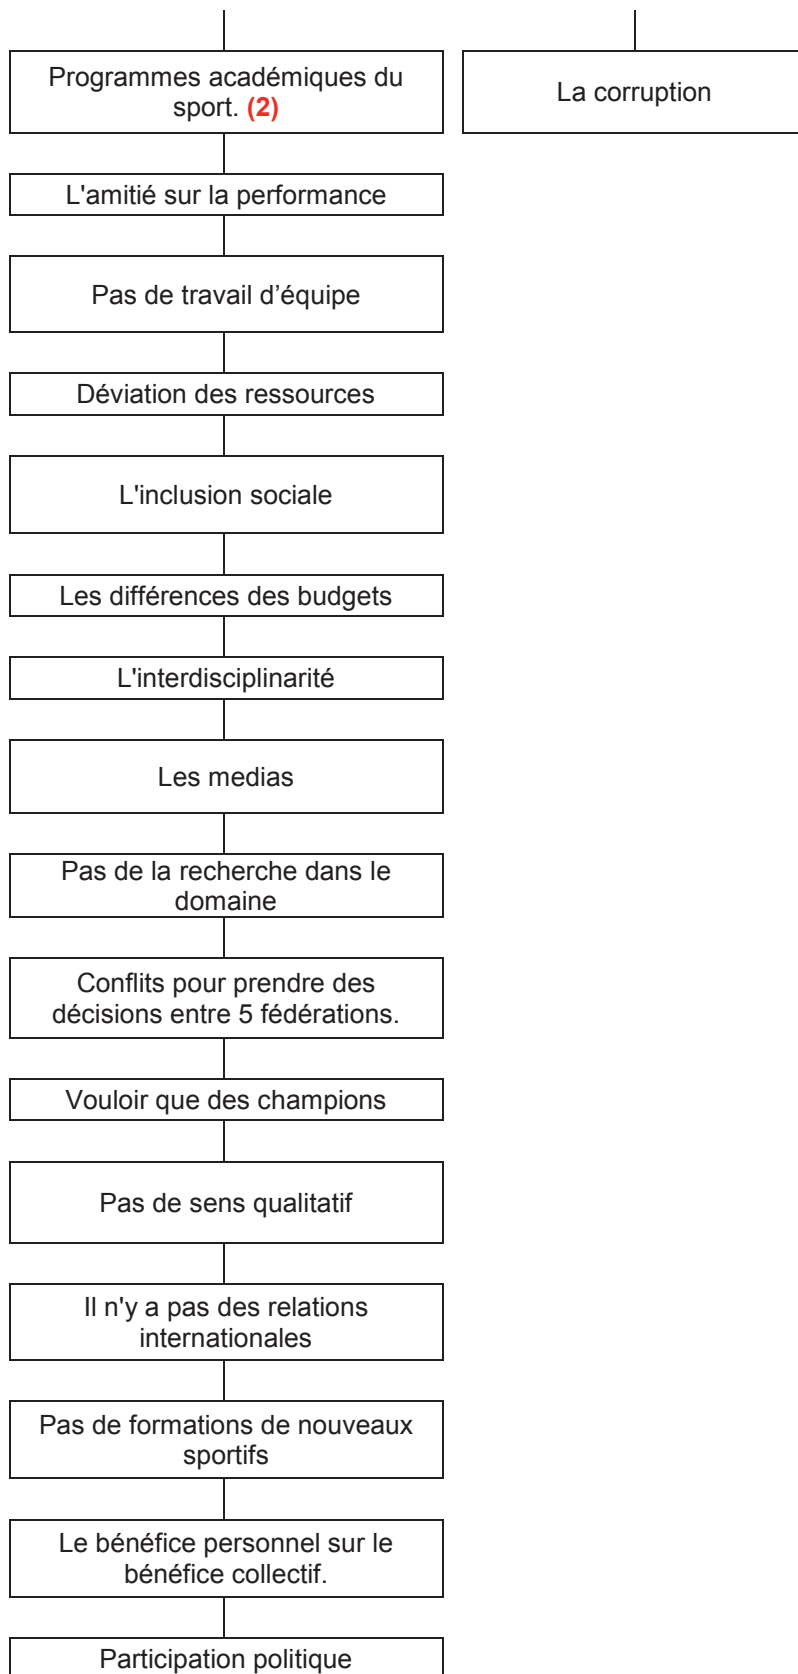 Programmes académiques du
sport. (2)
La corruption
L'amitié sur la performance
Pas de travail d’équipe
Déviation des ressources
L'inclusion sociale
Les différences des budgets
L'interdisciplinarité
Les medias
Pas de la recherche dans le
domaine
Conflits pour prendre des
décisions entre 5 fédérations.
Vouloir que des champions
Pas de sens qualitatif
Il n'y a pas des relations
internationales
Pas de formations de nouveaux
sportifs
Le bénéfice personnel sur le
bénéfice collectif.
Participation politique